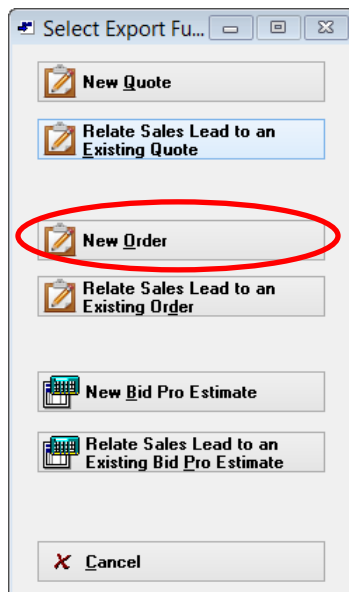 Select Export Fu...
New Quote
Relate Sales Lead to an
Existing Quote
New Order
Relate Sales Lead to an
Existing Order
New Bid Pro Estimate
Relate Sales Lead to an
Existing Bid Pro Estimate
Cancel